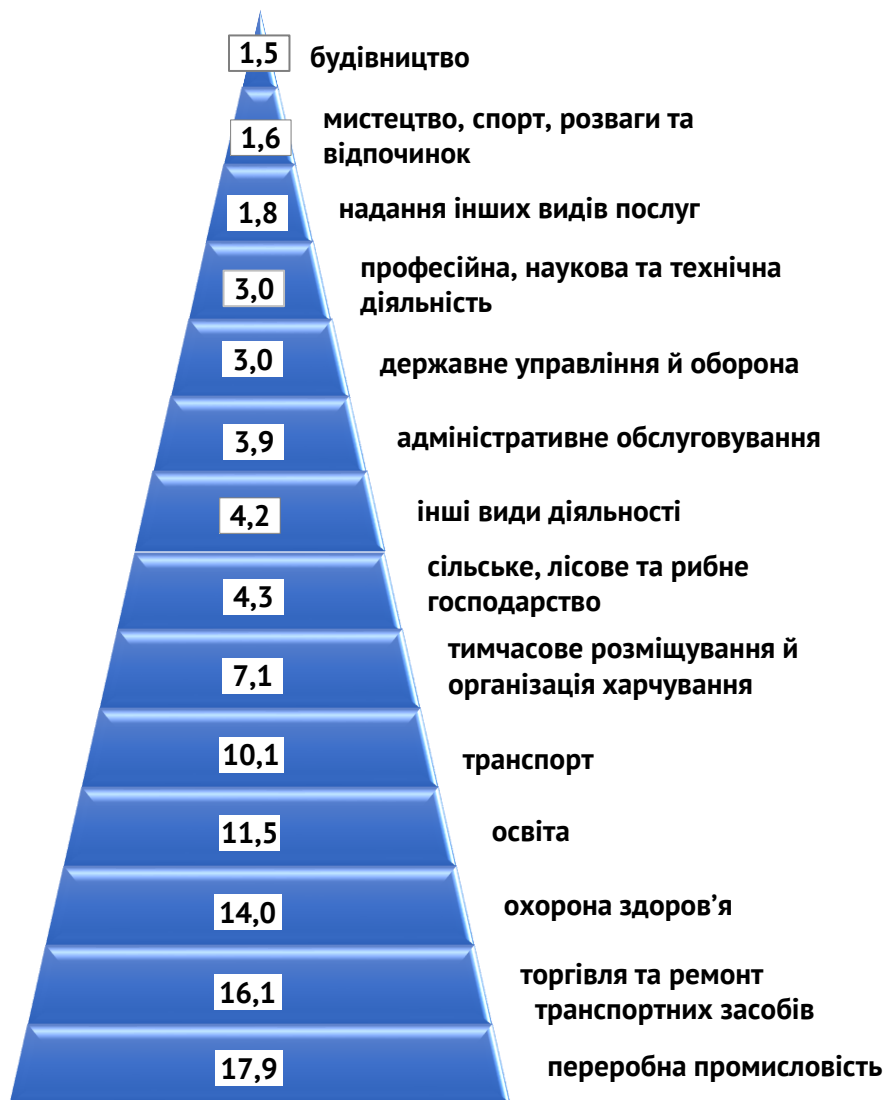 1,5
будівництво
1,6
мистецтво, спорт, розваги та
відпочинок
1,8
надання інших видів послуг
3,0
професійна, наукова та технічна
діяльність
3,0
державне управління й оборона
3,9
адміністративне обслуговування
4,2
інші види діяльності
4,3
сільське, лісове та рибне
господарство
7,1
тимчасове розміщування й
організація харчування
10,1
транспорт
11,5
освіта
14,0
охорона здоров’я
16,1
торгівля та ремонт
транспортних засобів
17,9
переробна промисловість